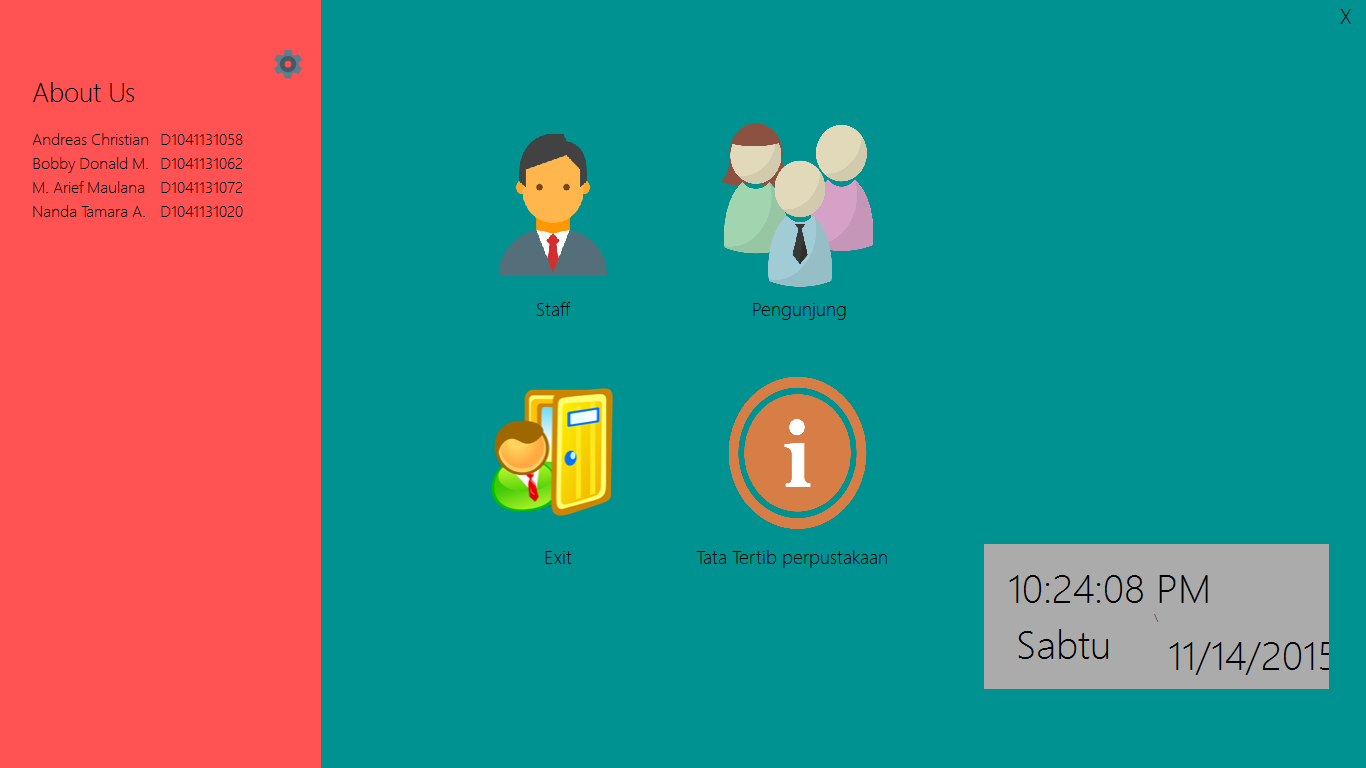 X
About Us
Andreas Christian D1041131058
Bobby Donald M. D1041131062
M. Arief Maulana D1041131072
Nanda Tamara A. D1041131020
Staff
Pengunjung
i
Exit
Tata Tertib perpustakaan
10:24:08 PM
\
Sabtu
11/14/2015